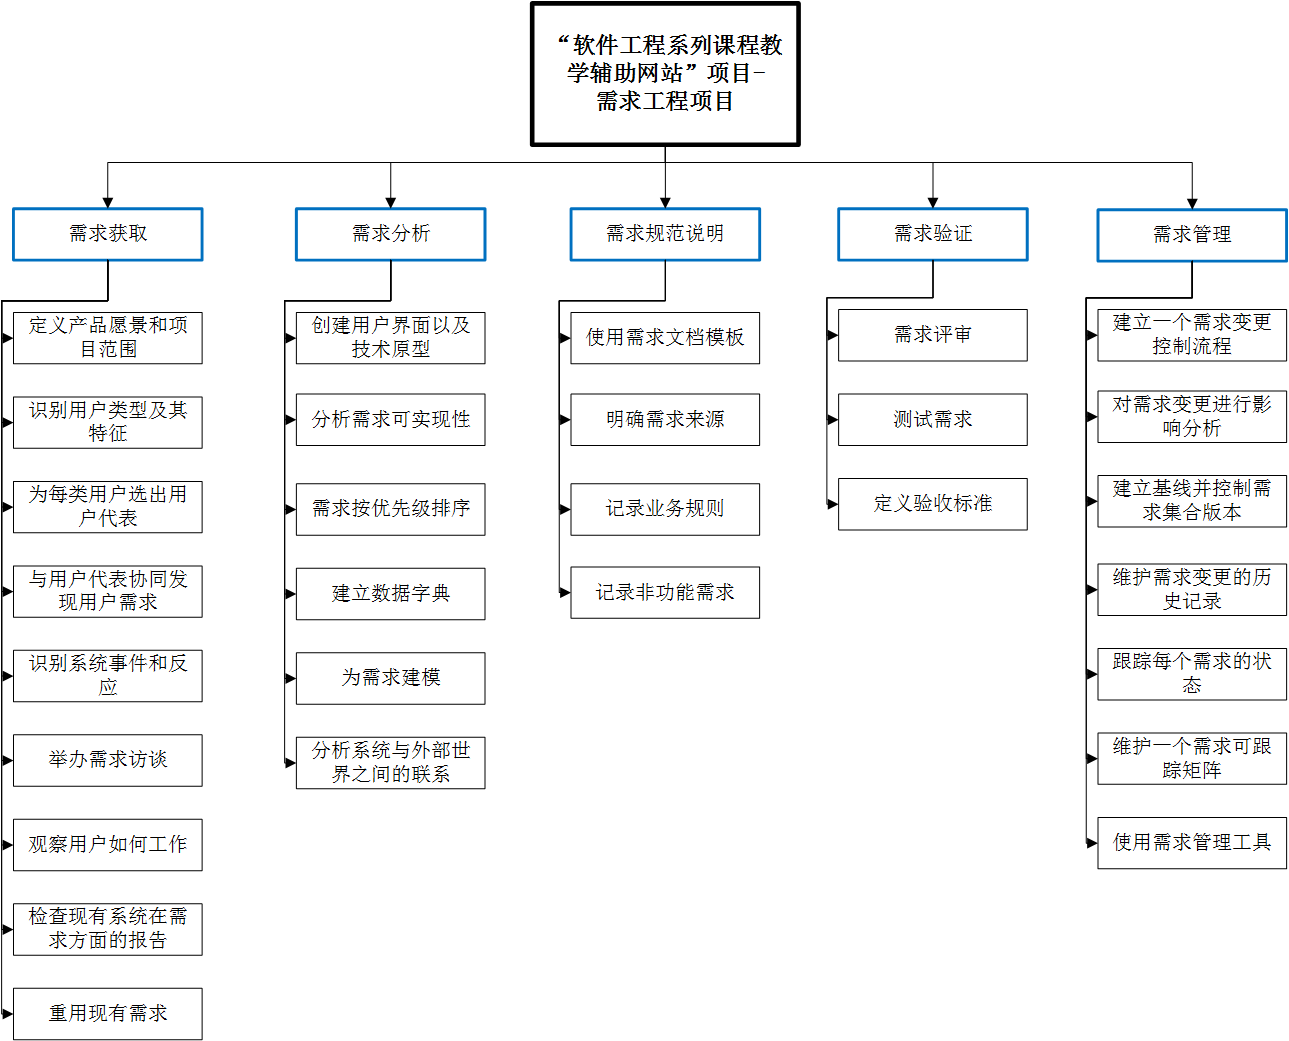 “软件工程系列课程教
学辅助网站”项目-
需求工程项目
需求获取
定义产品愿景和项
目范围
识别用户类型及其
特征
为每类用户选出用
户代表
与用户代表协同发
现用户需求
识别系统事件和反
应
举办需求访谈
观察用户如何工作
检查现有系统在需
求方面的报告
重用现有需求
需求分析
创建用户界面以及
技术原型
分析需求可实现性
需求按优先级排序
建立数据字典
为需求建模
分析系统与外部世
界之间的联系
需求规范说明
使用需求文档模板
明确需求来源
记录业务规则
记录非功能需求
需求验证
需求评审
测试需求
定义验收标准
需求管理
建立一个需求变更
控制流程
对需求变更进行影
响分析
建立基线并控制需
求集合版本
维护需求变更的历
史记录
跟踪每个需求的状
态
维护一个需求可跟
踪矩阵
使用需求管理工具